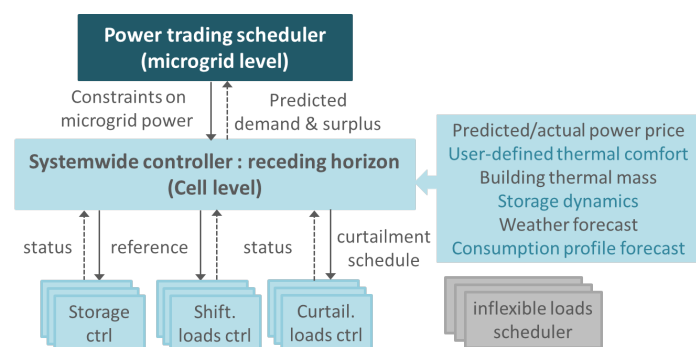 Power trading scheduler
(microgrid level)
Constraints on
microgrid power
Predicted
demand & surplus
Systemwide controller : receding horizon
(Cell level)
Predicted/actual power price
User-defined thermal comfort
Building thermal mass
Storage dynamics
Weather forecast
Consumption profile forecast
status
reference
status
curtailment
schedule
Storage
ctrl
Shift.
loads ctrl
Curtail.
loads ctrl
inflexible loads
scheduler